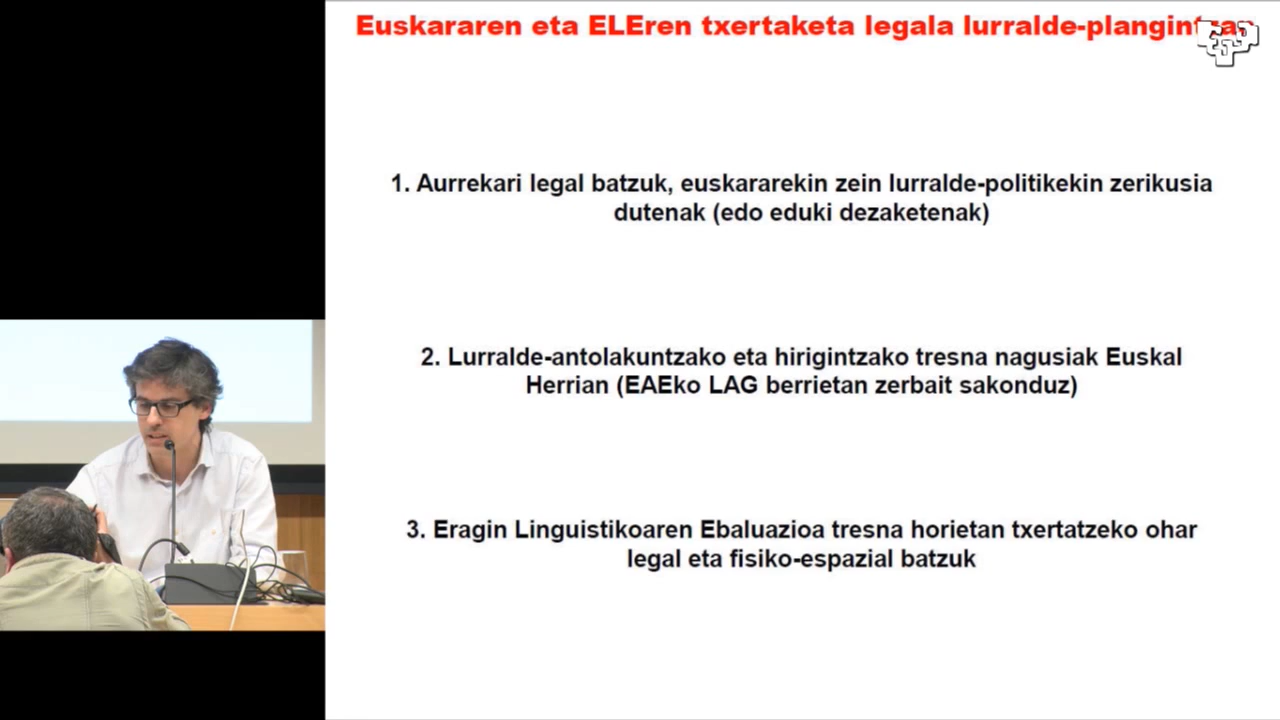 Euskararen eta ELEren txertaketa legala lurralde-plangintzan
1. Aurrekari legal batzuk, euskararekin zein lurralde-politikekin zerikusia
dutenak (edo eduki dezaketenak)
2. Lurralde-antolakuntzako eta hirigintzako tresna nagusiak Euskal
Herrian (EAEko LAG berrietan zerbait sakonduz)
3. Eragin Linguistikoaren Ebaluazioa tresna horietan txertatzeko ohar
legal eta fisiko-espazial batzuk